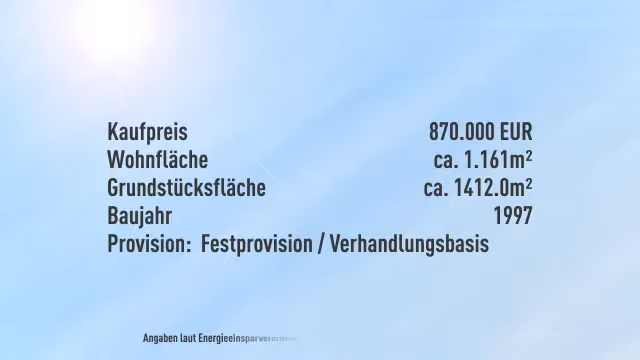 Kaufpreis 870.000 EUR
Wohnfläche ca. 1.161m²
Grundstücksfläche ca. 1412.0m²
Baujahr 1997
Provision: Festprovision / Verhandlungsbasis
Angaben laut